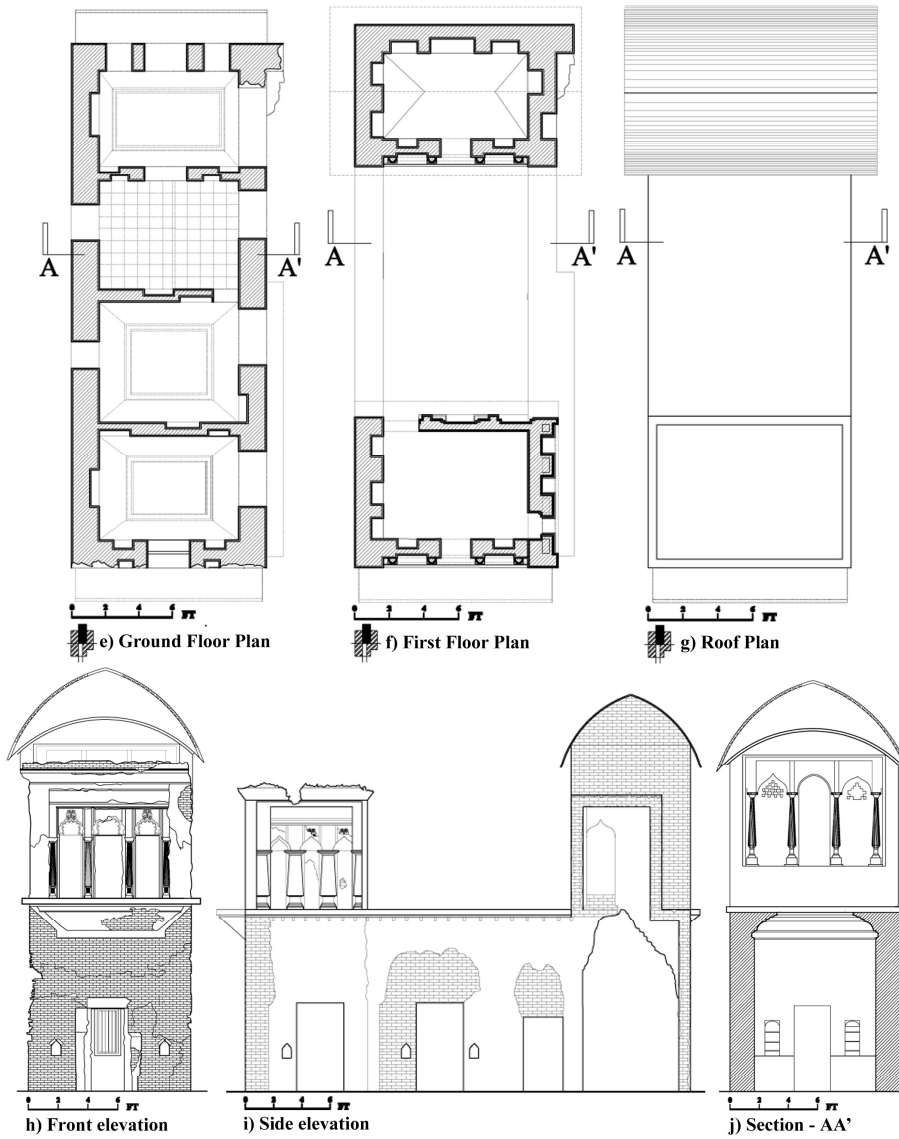 A A'
A A'
A A'
0 2 4 6 FT
e) Ground Floor Plan
0 2 4 6 FT
f) First Floor Plan
0 2 4 6 FT
g) Roof Plan
0 2 4 6 FT
h) Front elevation
0 2 4 6 FT
i) Side elevation
0 2 4 6 FT
j) Section - AA’